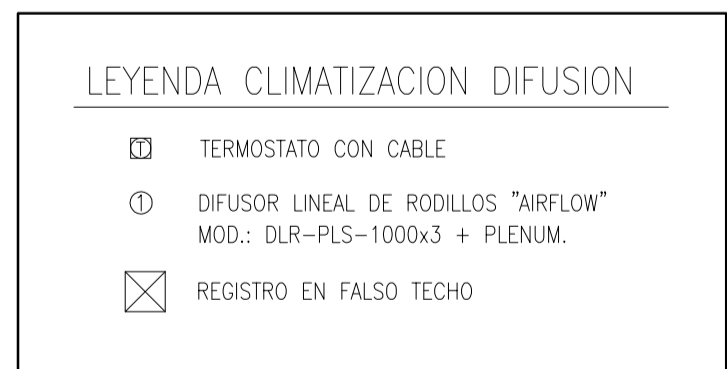 LEYENDA CLIMATIZACION DIFUSION
T TERMOSTATO CON CABLE
1 DIFUSOR LINEAL DE RODILLOS "AIRFLOW"
MOD.: DLR-PLS-1000x3 + PLENUM.
REGISTRO EN FALSO TECHO